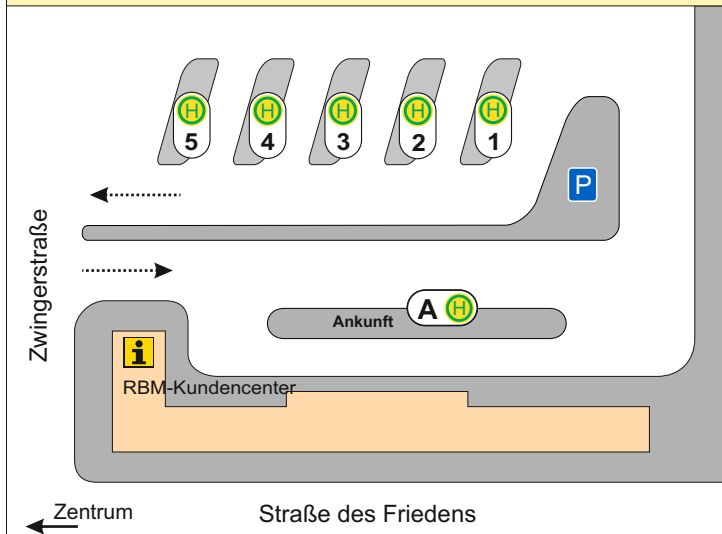 H H H H H
5 4 3 2 1
P
Zwingerstraße
A H
Ankunft
i
RBM-Kundencenter
Zentrum
Straße des Friedens